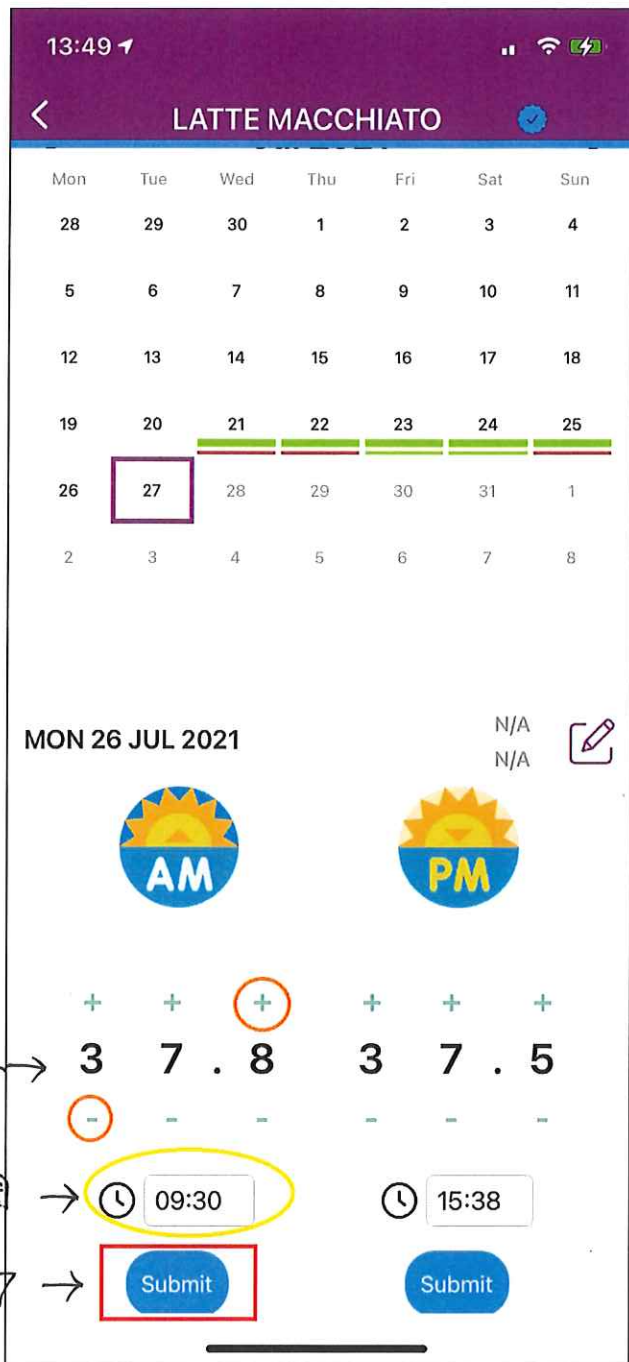 13:49
LATTE MACCHIATO
Mon Tue Wed Thu Fri Sat Sun
28 29 30 1 2 3 4
5 6 7 8 9 10 11
12 13 14 15 16 17 18
19 20 21 22 23 24 25
26 27 28 29 30 31 1
2 3 4 5 6 7 8
N/A
MON 26 JUL 2021
N/A
AM PM
+ + + + + +
3 7 . 8 3 7 . 5
- - - - - -
09:30 15:38
Submit Submit